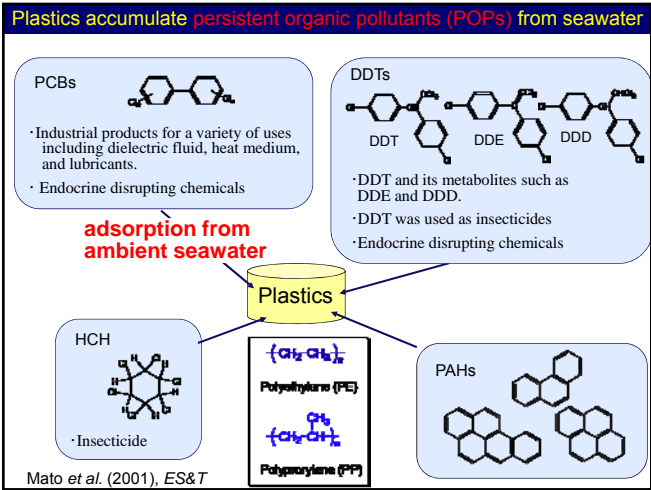 Plastics accumulate persistent organic pollutants (POPs) from seawater
PCBs
·Industrial products for a variety of uses
including dielectric fluid, heat medium,
and lubricants.
· Endocrine disrupting chemicals
DDTs
DDT
DDE
DDD
·DDT and its metabolites such as
DDE and DDD.
·DDT was used as insecticides
·Endocrine disrupting chemicals
adsorption from
ambient seawater
Plastics
HCH
·Insecticide
Polyethylene (PE)
Polypropylene (PP)
PAHs
Mato et al. (2001), ES&T